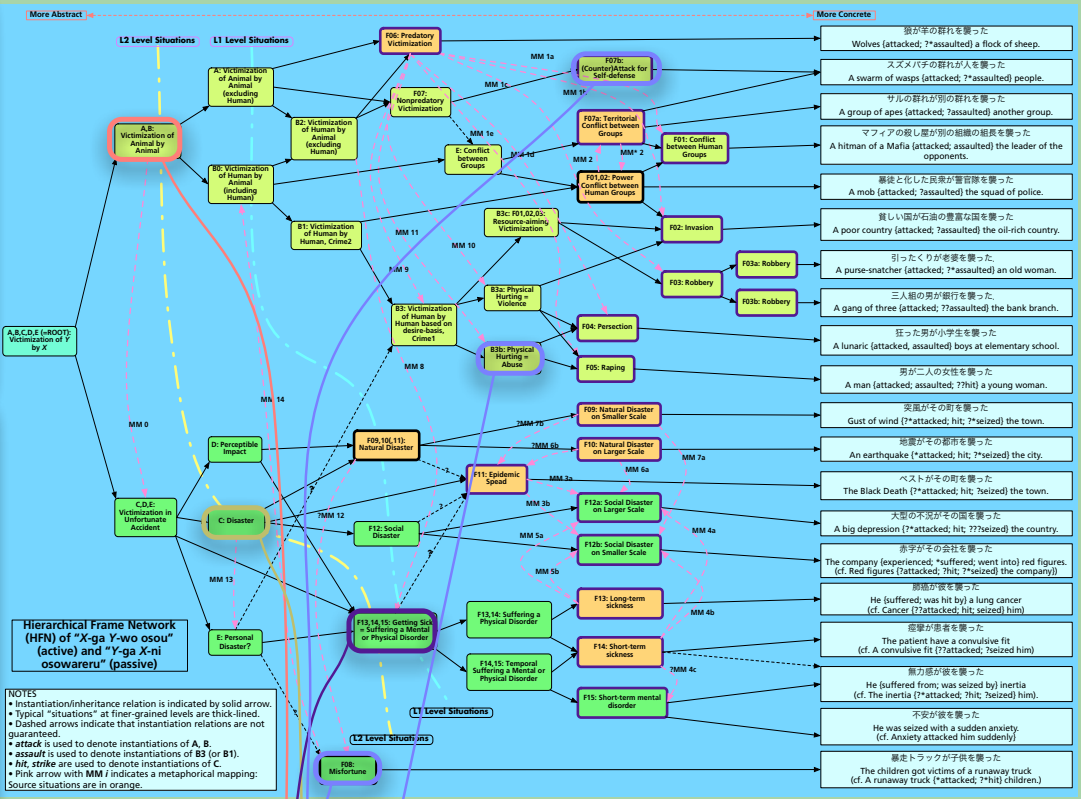 More Abstract
More Concrete
L2 Level Situations
L1 Level Situations
A,B,C,D,E (=ROOT):
Victimization of Y
by X
A,B:
Victimization of
Animal by
Animal
C,D,E:
Victimization in
Unfortunate
Accident
A: Victimization
of Animal by
Animal
(excluding
Human)
B0: Victimization
of Human by
Animal
(including
Human)
B2: Victimization
of Human by
Animal
(excluding
Human)
B1: Victimization
of Human by
Human, Crime2
F06: Predatory
Victimization
F07:
Nonpredatory
Victimization
E: Conflict
between
Groups
B3: Victimization
of Human by
Human based on
desire-basis,
Crime1
B3c: F01,02,03:
Resource-aiming
Victimization
B3a: Physical
Hurting =
Violence
B3b: Physical
Hurting =
Abuse
F07b:
(Counter)Attack for
Self-defense
F07a: Territorial
Conflict between
Groups
F01,02: Power
Conflict between
Human Groups
F01: Conflict
between Human
Groups
F02: Invasion
F03: Robbery
F03a: Robbery
F03b: Robbery
F04: Persection
F05: Raping
D: Perceptible
Impact
C: Disaster
E: Personal
Disaster?
F09,10(,11):
Natural Disaster
F12: Social
Disaster
F13,14,15: Getting Sick
= Suffering a Mental
or Physical Disorder
F08:
Misfortune
F11: Epidemic
Spead
F13,14: Suffering a
Physical Disorder
F14,15: Temporal
Suffering a Mental or
Physical Disorder
F09: Natural Disaster
on Smaller Scale
F10: Natural Disaster
on Larger Scale
F12a: Social Disaster
on Larger Scale
F12b: Social Disaster
on Smaller Scale
F13: Long-term
sickness
F14: Short-term
sickness
F15: Short-term mental
disorder
MM 0
MM 1a
MM 1b
MM 1c
MM 1d
MM 1e
MM 2
MM* 2
MM 3a
MM 3b
MM 4a
MM 4b
?MM 4c
MM 5a
MM 5b
MM 6a
?MM 6b
MM 7a
?MM 7b
MM 8
MM 9
MM 10
MM 11
?MM 12
MM 13
MM 14
?
?
?
?
L1 Level Situations
L2 Level Situations
狼が羊の群れを襲った
Wolves {attacked; ?*assaulted} a flock of sheep.
スズメバチの群れが人を襲った
A swarm of wasps {attacked; ?*assaulted} people.
サルの群れが別の群れを襲った
A group of apes {attacked; ?assaulted} another group.
マフィアの殺し屋が別の組織の組長を襲った
A hitman of a Mafia {attacked; assaulted} the leader of the
opponents.
暴徒と化した民衆が警官隊を襲った
A mob {attacked; ?assaulted} the squad of police.
貧しい国が石油の豊富な国を襲った
A poor country {attacked; ?assaulted} the oil-rich country.
引ったくりが老婆を襲った.
A purse-snatcher {attacked; ?*assaulted} an old woman.
三人組の男が銀行を襲った.
A gang of three {attacked; ??assaulted} the bank branch.
狂った男が小学生を襲った
A lunaric {attacked, assaulted} boys at elementary school.
男が二人の女性を襲った
A man {attacked; assaulted; ??hit} a young woman.
突風がその町を襲った
Gust of wind {?*attacked; hit; ?*seized} the town.
地震がその都市を襲った
An earthquake {*attacked; hit; ?*seized} the city.
ペストがその町を襲った
The Black Death {?*attacked; hit; ?seized} the town.
大型の不況がその国を襲った
A big depression {?*attacked; hit; ???seized} the country.
赤字がその会社を襲った
The company {experienced; *suffered; went into} red figures.
(cf. Red figures {?attacked; ?hit; ?*seized} the company})
肺癌が彼を襲った
He {suffered; was hit by} a lung cancer
(cf. Cancer {??attacked; hit; seized} him)
痙攣が患者を襲った
The patient have a convulsive fit
(cf. A convulsive fit {??attacked; ?seized} him)
無力感が彼を襲った
He {suffered from; was seized by} inertia
(cf. The inertia {?*attacked; ?hit; ?seized} him).
不安が彼を襲った
He was seized with a sudden anxiety.
(cf. Anxiety attacked him suddenly}
暴走トラックが子供を襲った
The children got victims of a runaway truck
(cf. A runaway truck {*attacked; ?*hit} children.)
Hierarchical Frame Network
(HFN) of “X-ga Y-wo osou”
(active) and “Y-ga X-ni
osowareru” (passive)
NOTES
• Instantiation/inheritance relation is indicated by solid arrow.
• Typical “situations” at finer-grained levels are thick-lined.
• Dashed arrows indicate that instantiation relations are not
guaranteed.
• attack is used to denote instantiations of A, B.
• assault is used to denote instantiations of B3 (or B1).
• hit, strike are used to denote instantiations of C.
• Pink arrow with MM i indicates a metaphorical mapping:
Source situations are in orange.